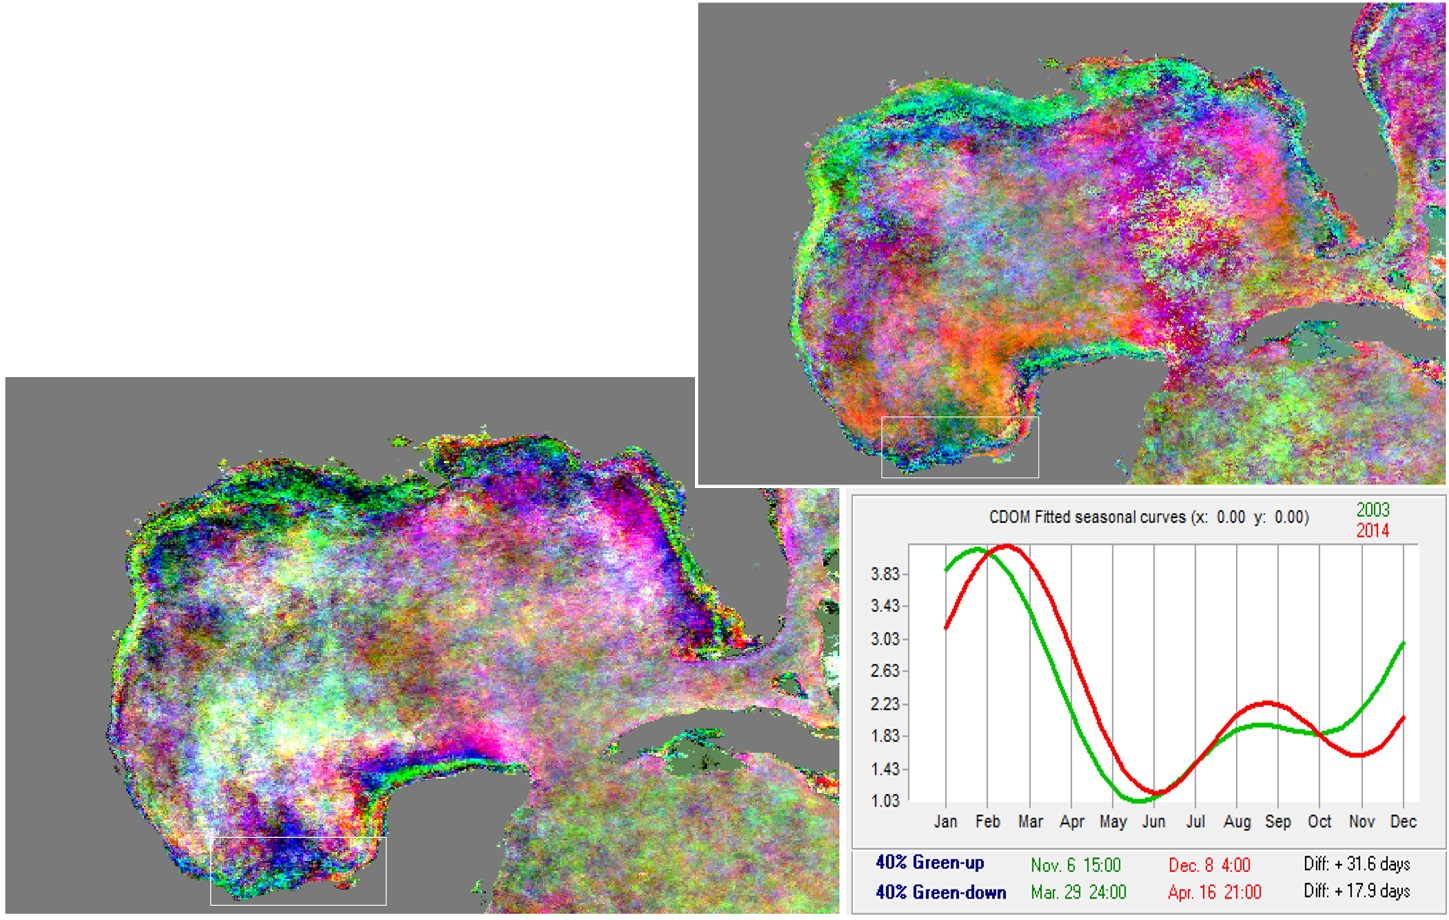 CDOM Fitted seasonal curves (x: 0.00 y: 0.00)
2003
2014
3.83
3.43
3.03
2.63
2.23
1.83
1.43
1.03
Jan Feb Mar Apr May Jun Jul Aug Sep Oct Nov Dec
40% Green-up Nov. 6 15:00 Dec. 8 4:00 Diff: + 31.6 days
40% Green-down Mar. 29 24:00 Apr. 16 21:00 Diff: + 17.9 days